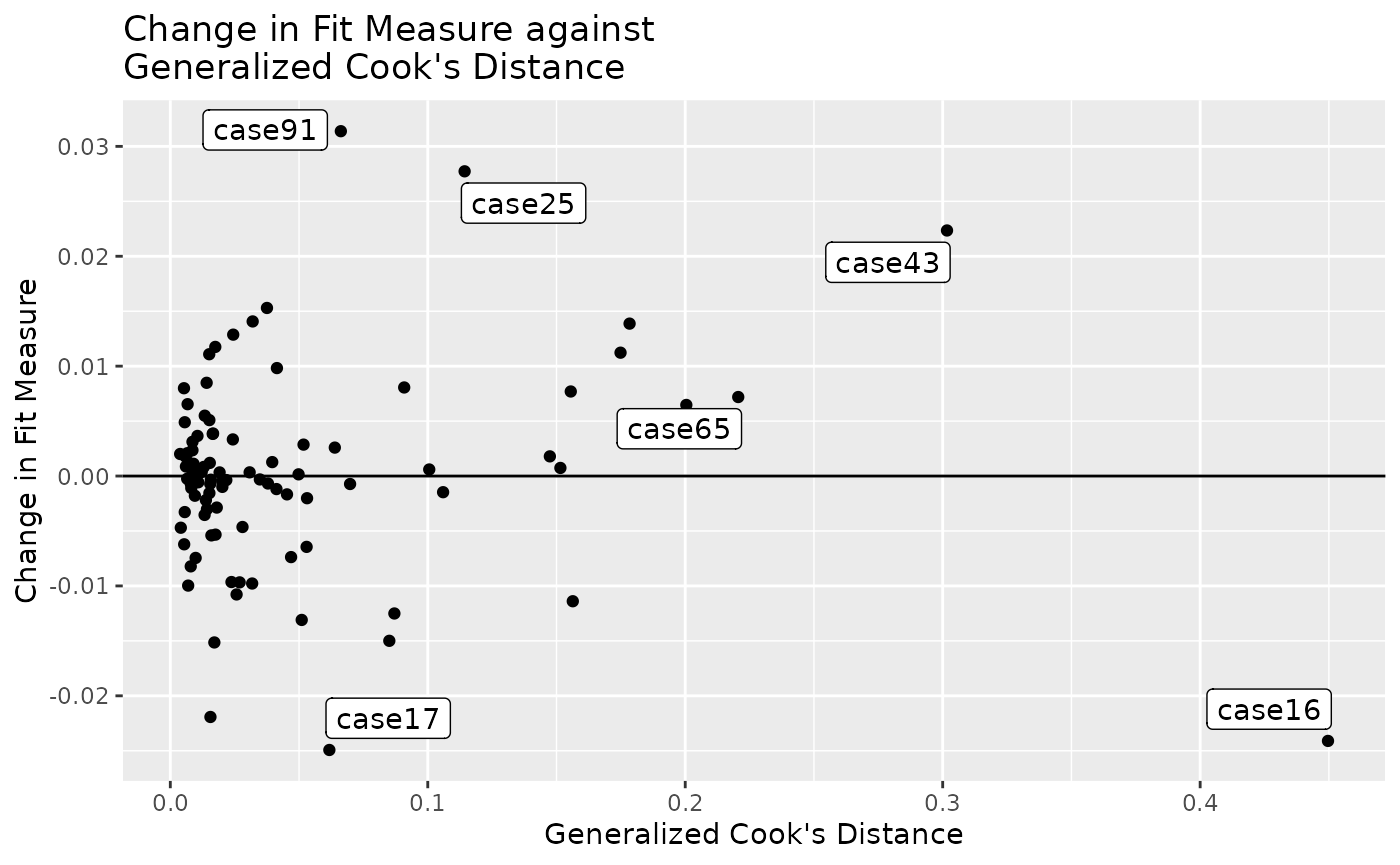 Change in Fit Measure against
Generalized Cook's Distance
case91
case25
case43
case65
case17
case16
0.03
0.02
0.01
0.00
-0.01
-0.02
Change in Fit Measure
0.0
0.1
0.2
0.3
0.4
Generalized Cook's Distance